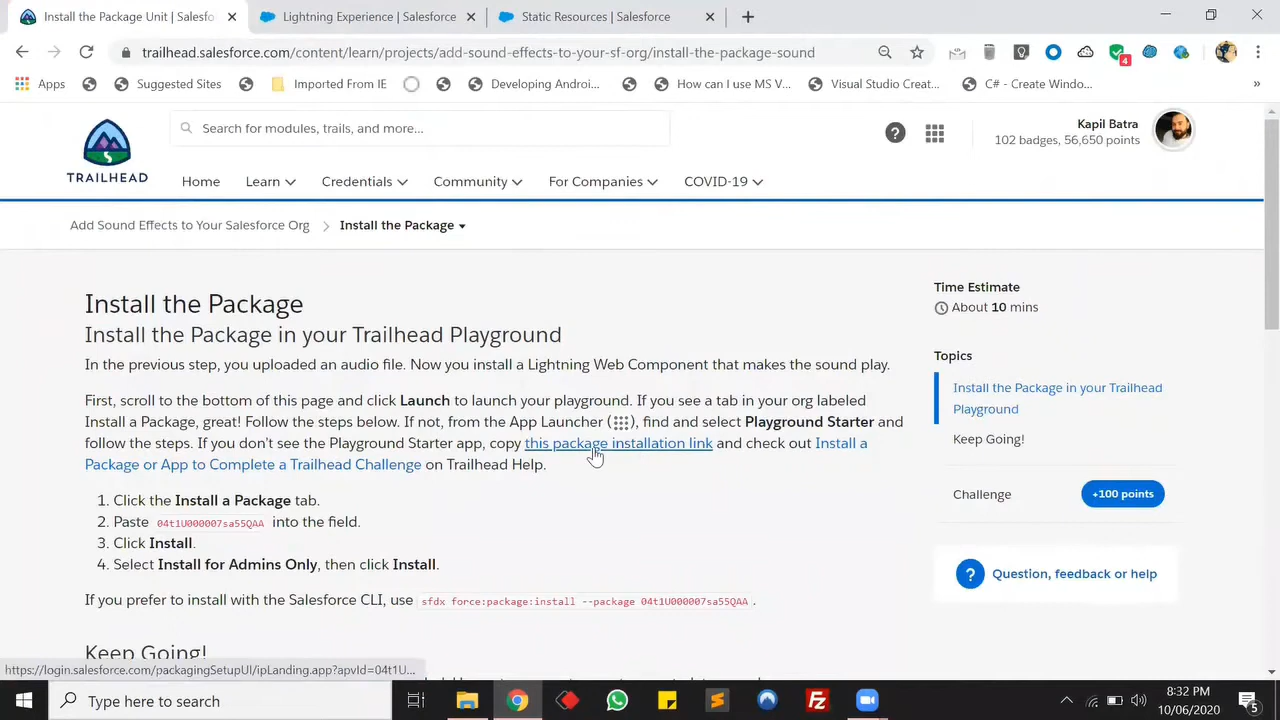 Install the Package Unit | Salesfo
Lightning Experience | Salesforce
Static Resources | Salesforce
trailhead.salesforce.com/content/learn/projects/add-sound-effects-to-your-sf-org/install-the-package-sound
4
Apps
Suggested Sites
Imported From IE
Developing Androi...
How can I use MS V...
Visual Studio Creat...
C# - Create Windo...
»
TRAILHEAD
Search for modules, trails, and more...
Kapil Batra
102 badges, 56,650 points
Home
Learn
Credentials
Community
For Companies
COVID-19
Add Sound Effects to Your Salesforce Org
Install the Package
Install the Package
Install the Package in your Trailhead Playground
In the previous step, you uploaded an audio file. Now you install a Lightning Web Component that makes the sound play.
First, scroll to the bottom of this page and click Launch to launch your playground. If you see a tab in your org labeled
Install a Package, great! Follow the steps below. If not, from the App Launcher ( ), find and select Playground Starter and
follow the steps. If you don't see the Playground Starter app, copy this package installation link and check out Install a
Package or App to Complete a Trailhead Challenge on Trailhead Help.
1. Click the Install a Package tab.
2. Paste 04t1U000007sa55QAA into the field.
3. Click Install.
4. Select Install for Admins Only, then click Install.
If you prefer to install with the Salesforce CLI, use sfdx force:package:install --package 04t1U000007sa55QAA.
Keep Going!
Time Estimate
About 10 mins
Topics
Install the Package in your Trailhead
Playground
Keep Going!
Challenge
+100 points
? Question, feedback or help
https://login.salesforce.com/packagingSetupUI/ipLanding.app?apvId=04t1U...
Type here to search
8:32 PM
10/06/2020
5